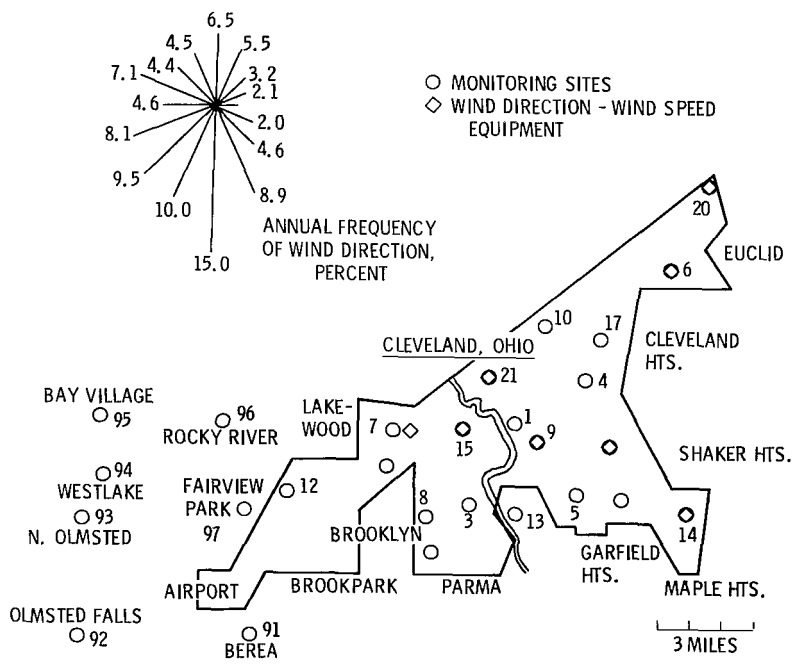 6.5
4.5
5.5
4.4
7.1
3.2
2.1
4.6
2.0
8.1
4.6
9.5
8.9
10.0
15.0
ANNUAL FREQUENCY
OF WIND DIRECTION,
PERCENT
MONITORING SITES
WIND DIRECTION - WIND SPEED
EQUIPMENT
20
EUCLID
6
10
17
CLEVELAND, OHIO
CLEVELAND
HTS.
21
4
BAY VILLAGE
95
96
ROCKY RIVER
LAKE-
WOOD
7
15
1
9
SHAKER HTS.
94
WESTLAKE
FAIRVIEW
PARK
97
12
93
N. OLMSTED
BROOKLYN
8
3
13
5
14
GARFIELD
HTS.
AIRPORT
BROOKPARK
PARMA
MAPLE HTS.
OLMSTED FALLS
92
91
BEREA
3 MILES